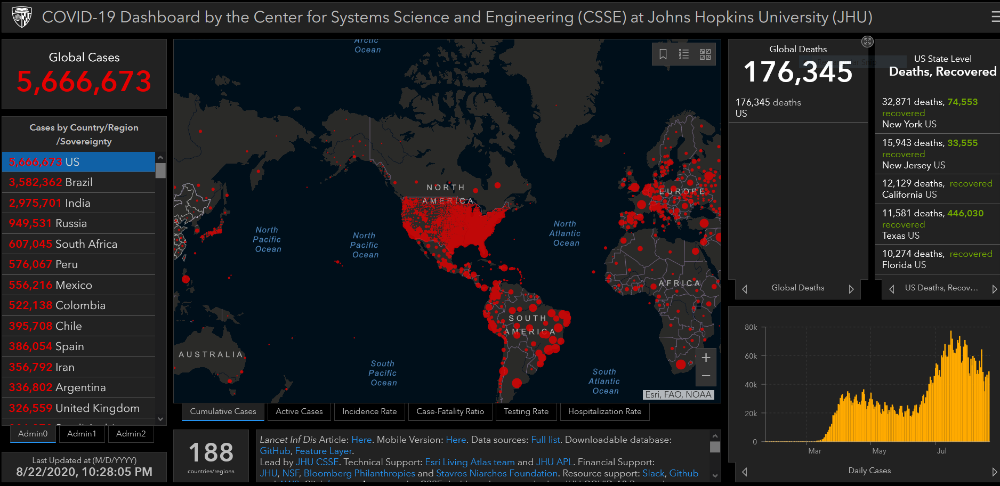 COVID-19 Dashboard by the Center for Systems Science and Engineering (CSSE) at Johns Hopkins University (JHU)
Global Cases
5,666,673
Cases by Country/Region
/Sovereignty
5,666,673 US
3,582,362 Brazil
2,975,701 India
949,531 Russia
607,045 South Africa
576,067 Peru
556,216 Mexico
522,138 Colombia
395,708 Chile
386,054 Spain
356,792 Iran
336,802 Argentina
326,559 United Kingdom
Admin0
Admin1
Admin2
Last Updated at (M/D/YYYY)
8/22/2020, 10:28:05 PM
Arctic
Ocean
NORTH
AMERICA
EUROPE
North
Pacific
Ocean
North
Pacific
Ocean
North
Atlantic
Ocean
AFRICA
SOUTH
AMERICA
AUSTRALIA
South
Pacific
Ocean
South
Atlantic
Ocean
+
−
Esri, FAO, NOAA
Cumulative Cases
Active Cases
Incidence Rate
Case-Fatality Ratio
Testing Rate
Hospitalization Rate
188
countries/regions
Lancet Inf Dis Article: Here. Mobile Version: Here. Data sources: Full list. Downloadable database:
GitHub, Feature Layer.
Lead by JHU CSSE. Technical Support: Esri Living Atlas team and JHU APL. Financial Support:
JHU, NSF, Bloomberg Philanthropies and Stavros Niarchos Foundation. Resource support: Slack, Github
Global Deaths
176,345
176,345 deaths
US
Global Deaths
US State Level
Deaths, Recovered
32,871 deaths, 74,553
recovered
New York US
15,943 deaths, 33,555
recovered
New Jersey US
12,129 deaths, recovered
California US
11,581 deaths, 446,030
recovered
Texas US
10,274 deaths, recovered
Florida US
US Deaths, Recov...
80k
60k
40k
20k
0
Mar
May
Jul
Daily Cases